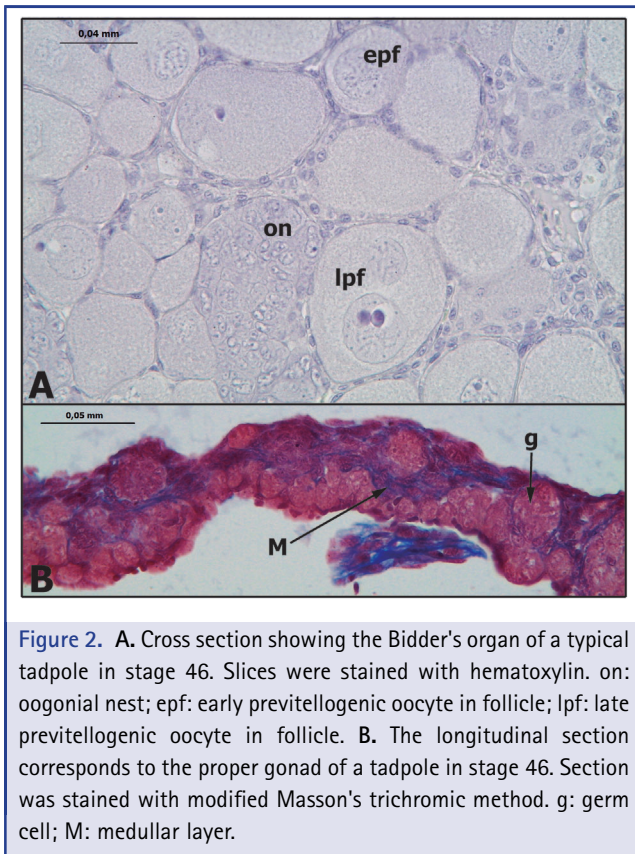 0,04 mm
epf
on
lpf
A
0,05 mm
g
M
B
Figure 2. A. Cross section showing the Bidder's organ of a typical
tadpole in stage 46. Slices were stained with hematoxylin. on:
oogonial nest; epf: early previtellogenic oocyte in follicle; lpf: late
previtellogenic oocyte in follicle. B. The longitudinal section
corresponds to the proper gonad of a tadpole in stage 46. Section
was stained with modified Masson's trichromic method. g: germ
cell; M: medullar layer.